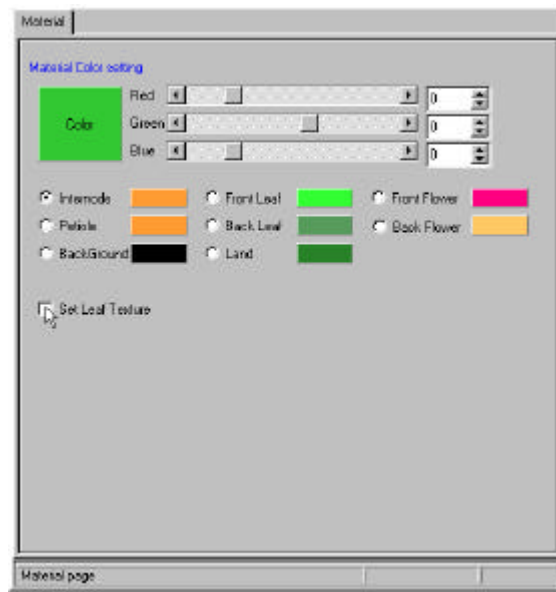 Material
Material Color setting
Color
Red 0
Green 0
Blue 0
Internode Front Leaf Front Flower
Petiole Back Leaf Back Flower
BackGround Land
Set Leaf Texture
Material page